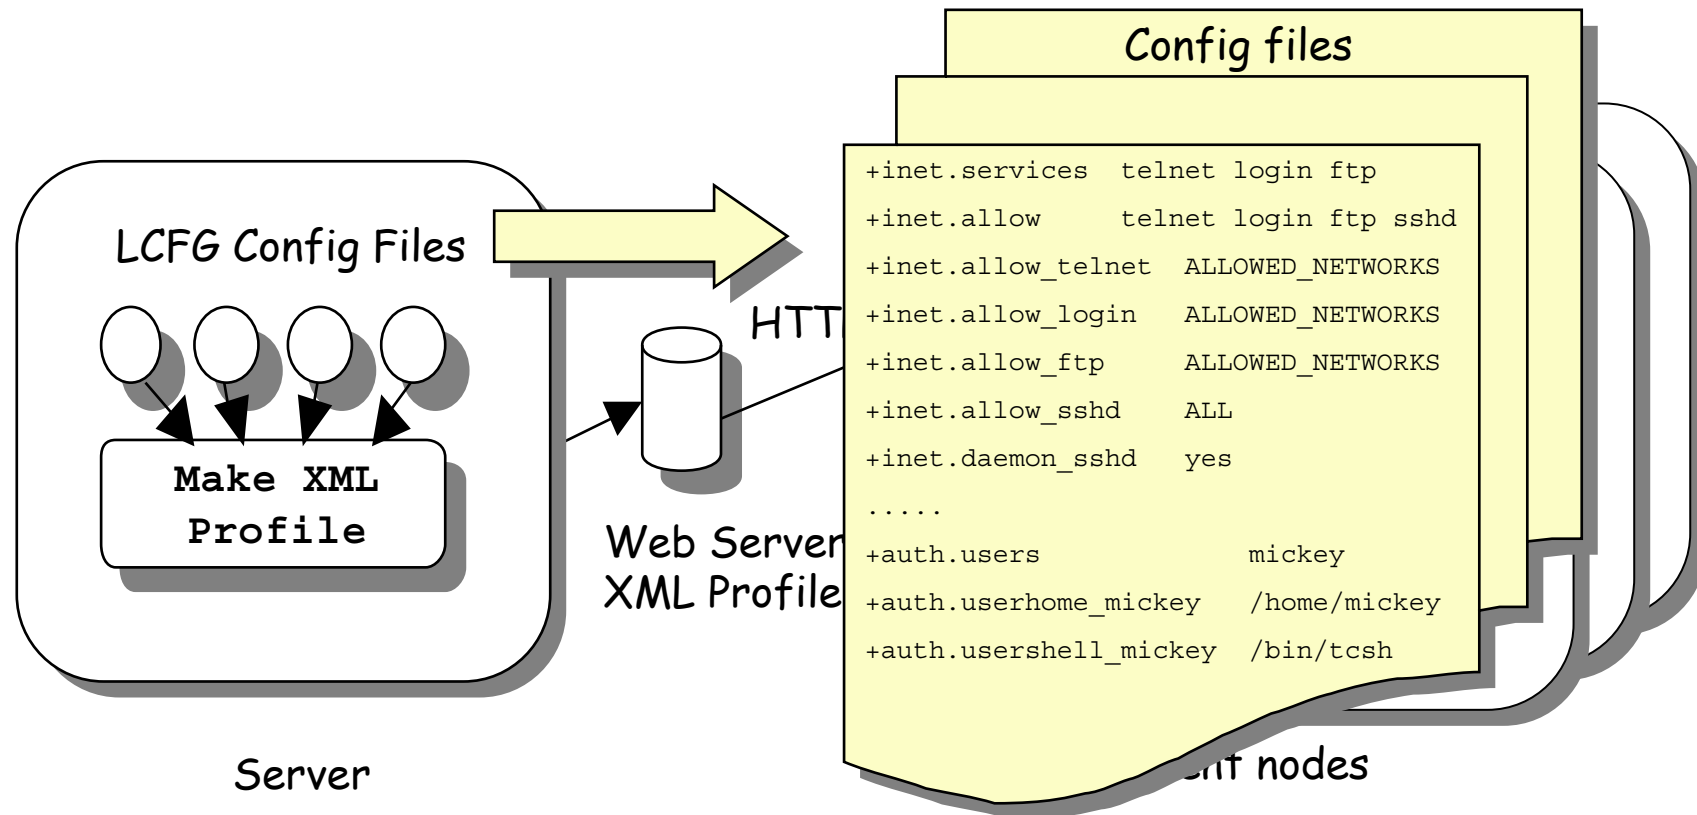 Config files
LCFG Config Files
Make XML
Profile
Server
Web Server
XML Profile
+inet.services telnet login ftp
+inet.allow telnet login ftp sshd
+inet.allow_telnet ALLOWED_NETWORKS
+inet.allow_login ALLOWED_NETWORKS
+inet.allow_ftp ALLOWED_NETWORKS
+inet.allow_sshd ALL
+inet.daemon_sshd yes
.....
+auth.users mickey
+auth.userhome_mickey /home/mickey
+auth.usershell_mickey /bin/tcsh
nodes